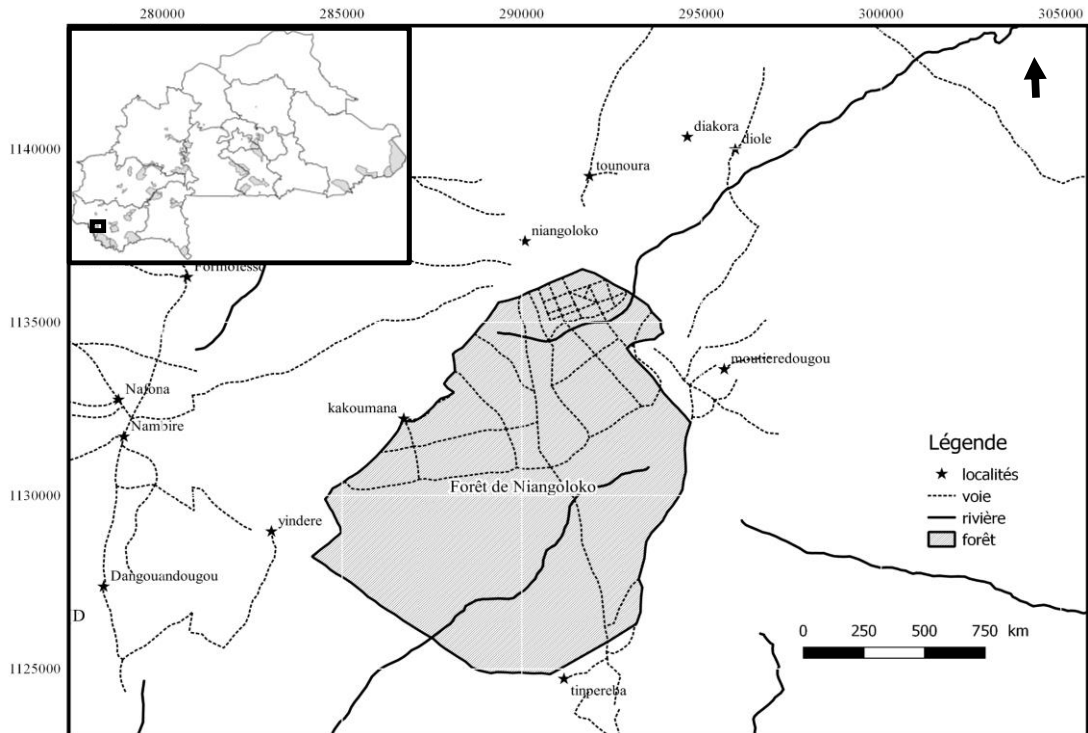 280000 285000 290000 295000 300000 305000
1140000
1135000
1130000
1125000
diakora
diole
tounoura
niangoloko
moutieredougou
Nafona
kakoumana
Nambire
Forêt de Niangoloko
yindere
Dangouandougou
D
tinpereba
Légende
localités
voie
rivière
forêt
0 250 500 750 km